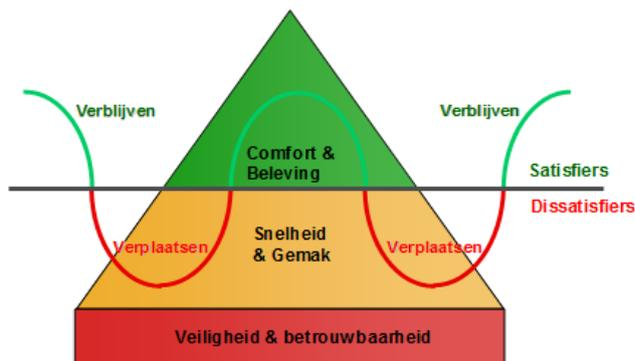 Verblijven
Verblijven
Comfort &
Beleving
Satisfiers
Dissatisfiers
Verplaatsen
Snelheid
& Gemak
Verplaatsen
Veiligheid & betrouwbaarheid